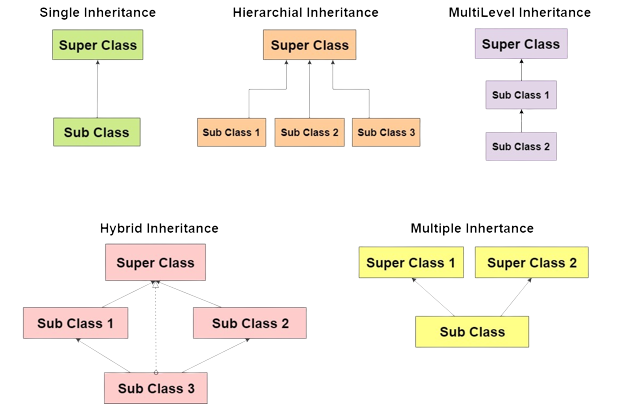 Single Inheritance
Super Class
Sub Class
Hierarchial Inheritance
Super Class
Sub Class 1
Sub Class 2
Sub Class 3
MultiLevel Inheritance
Super Class
Sub Class 1
Sub Class 2
Hybrid Inheritance
Super Class
Sub Class 1
Sub Class 2
Sub Class 3
Multiple Inhertance
Super Class 1
Super Class 2
Sub Class